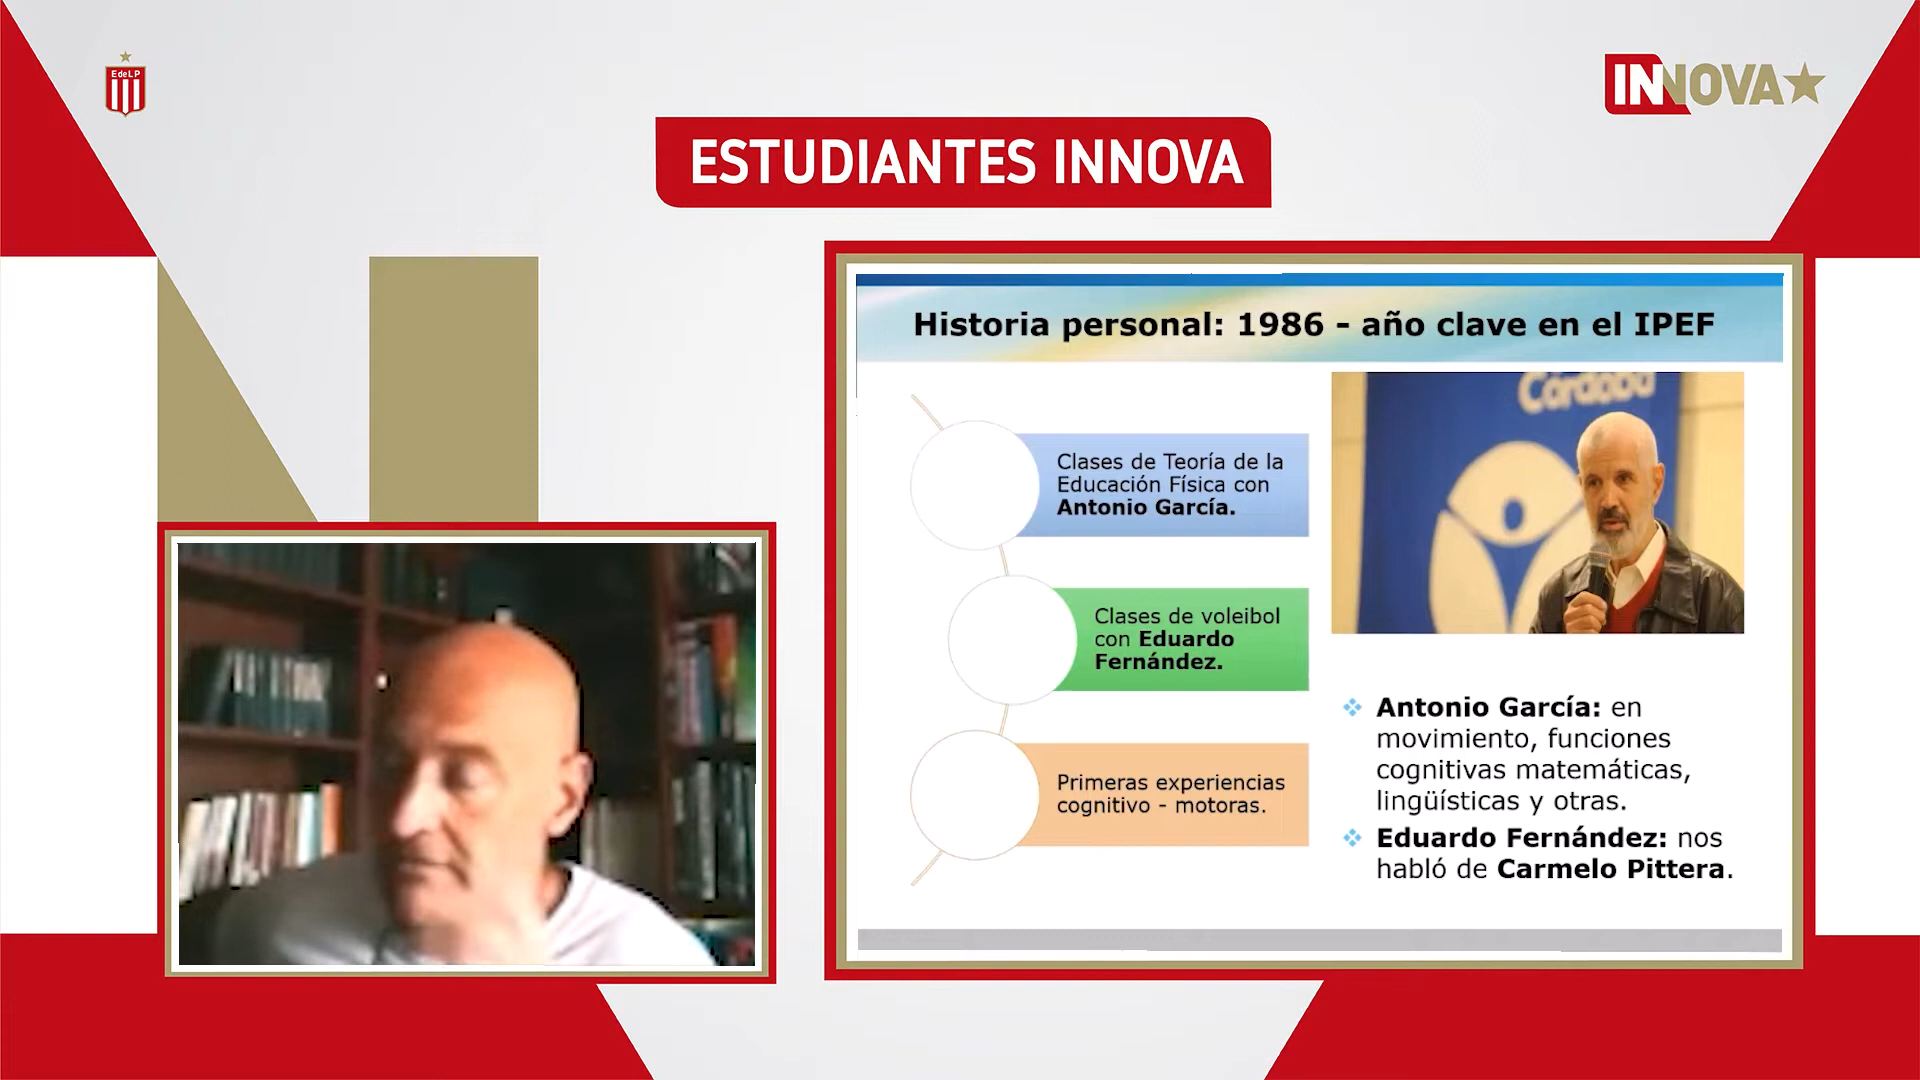 EdeLP
INNOVA
ESTUDIANTES INNOVA
Historia personal: 1986 - año clave en el IPEF
Clases de Teoría de la
Educación Física con
Antonio García.
Clases de voleibol
con Eduardo
Fernández.
Primeras experiencias
cognitivo - motoras.
Córdoba
Antonio García: en
movimiento, funciones
cognitivas matemáticas,
lingüísticas y otras.
Eduardo Fernández: nos
habló de Carmelo Pittera.